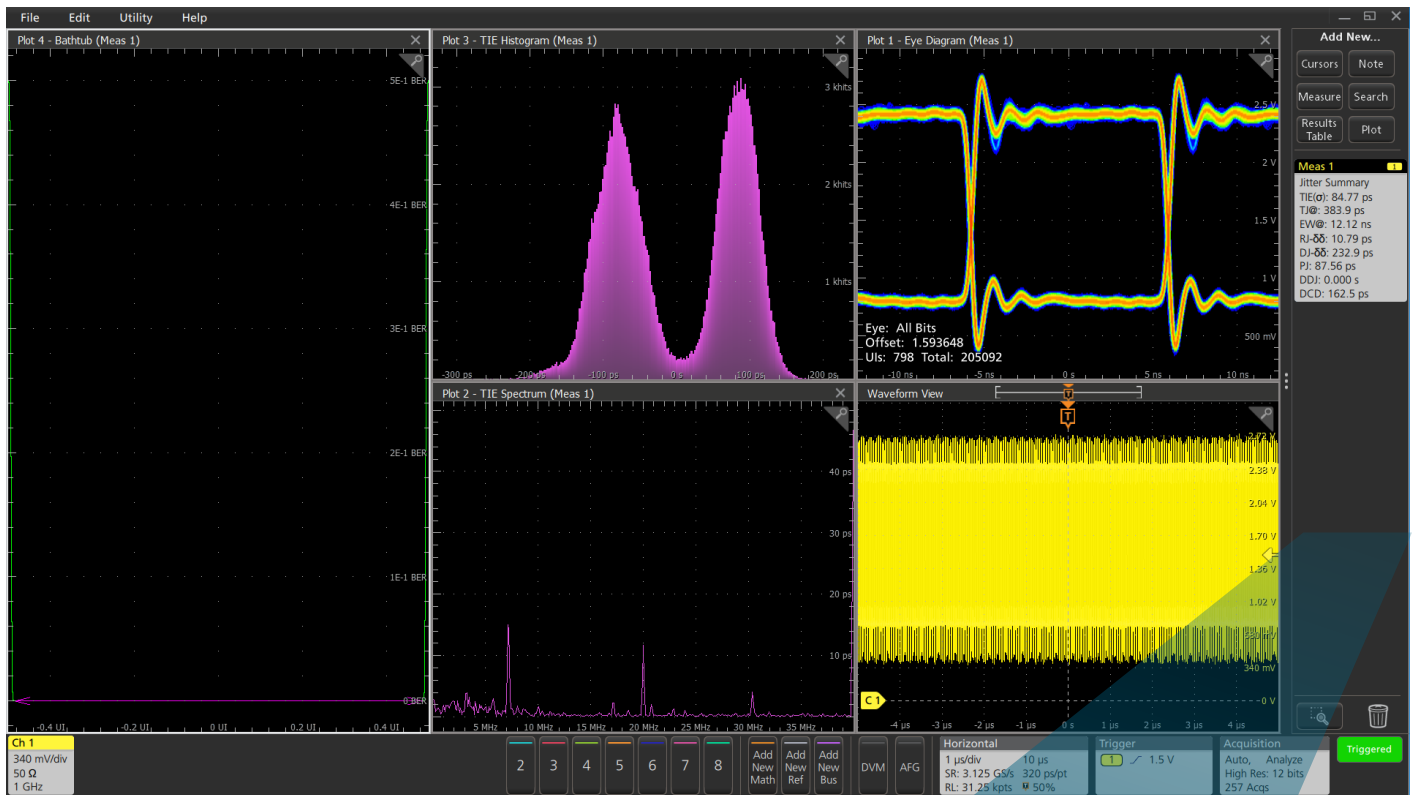 File Edit Utility Help
Plot 4 - Bathtub (Meas 1)
5E-1 BER
4E-1 BER
3E-1 BER
2E-1 BER
1E-1 BER
0 BER
-0.4 UI
-0.2 UI
0 UI
0.2 UI
0.4 UI
Plot 3 - TIE Histogram (Meas 1)
3 khits
2 khits
1 khits
-300 ps
-200 ps
-100 ps
0 s
100 ps
200 ps
Plot 2 - TIE Spectrum (Meas 1)
40 ps
30 ps
20 ps
10 ps
5 MHz
10 MHz
15 MHz
20 MHz
25 MHz
30 MHz
35 MHz
Plot 1 - Eye Diagram (Meas 1)
2.5 V
2 V
1.5 V
1 V
500 mV
Eye: All Bits
Offset: 1.593648
UIs: 798 Total: 205092
-10 ns
-5 ns
0 s
5 ns
10 ns
Waveform View
T
T
2.72 V
2.38 V
2.04 V
1.70 V
1.36 V
1.02 V
340 mV
0 V
C 1
-4 µs
-3 µs
-2 µs
-1 µs
0 s
1 µs
2 µs
3 µs
4 µs
Add New...
Cursors
Note
Measure
Search
Results
Table
Plot
Meas 1
1
Jitter Summary
TIE(σ): 84.77 ps
TJ@: 383.9 ps
EW@: 12.12 ns
RJ-δδ: 10.79 ps
DJ-δδ: 232.9 ps
PJ: 87.56 ps
DDJ: 0.000 s
DCD: 162.5 ps
Ch 1
340 mV/div
50 Ω
1 GHz
2
3
4
5
6
7
8
Add
New
Math
Add
New
Ref
Add
New
Bus
DVM
AFG
Horizontal
1 µs/div 10 µs
SR: 3.125 GS/s 320 ps/pt
RL: 31.25 kpts 50%
Trigger
1 1.5 V
Acquisition
Auto, Analyze
High Res: 12 bits
257 Acqs
Triggered